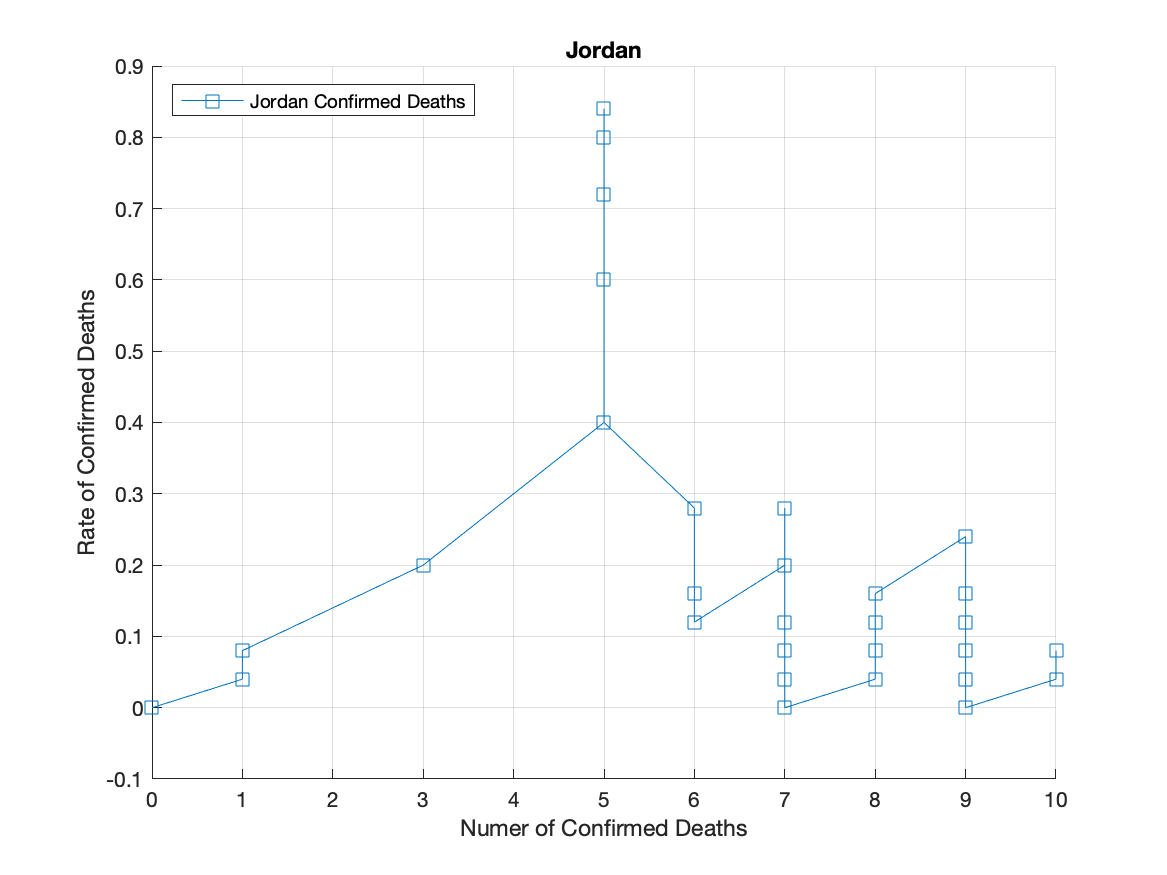 Jordan
Jordan Confirmed Deaths
0.9
0.8
0.7
0.6
0.5
0.4
0.3
0.2
0.1
0
-0.1
Rate of Confirmed Deaths
0 1 2 3 4 5 6 7 8 9 10
Numer of Confirmed Deaths